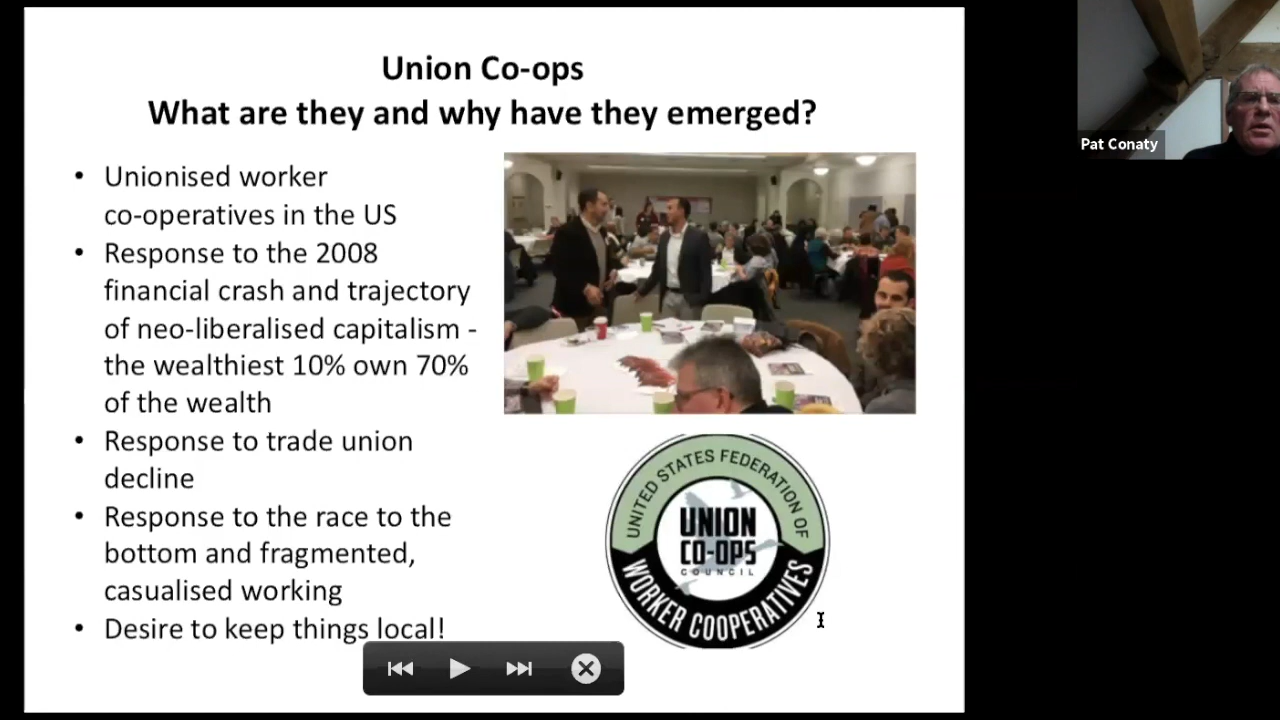 Union Co-ops
What are they and why have they emerged?
• Unionised worker
co-operatives in the US
• Response to the 2008
financial crash and trajectory
of neo-liberalised capitalism -
the wealthiest 10% own 70%
of the wealth
• Response to trade union
decline
• Response to the race to the
bottom and fragmented,
casualised working
• Desire to keep things local!
UNITED STATES FEDERATION OF
UNION
CO-OPS
COUNCIL
WORKER COOPERATIVES
Pat Conaty